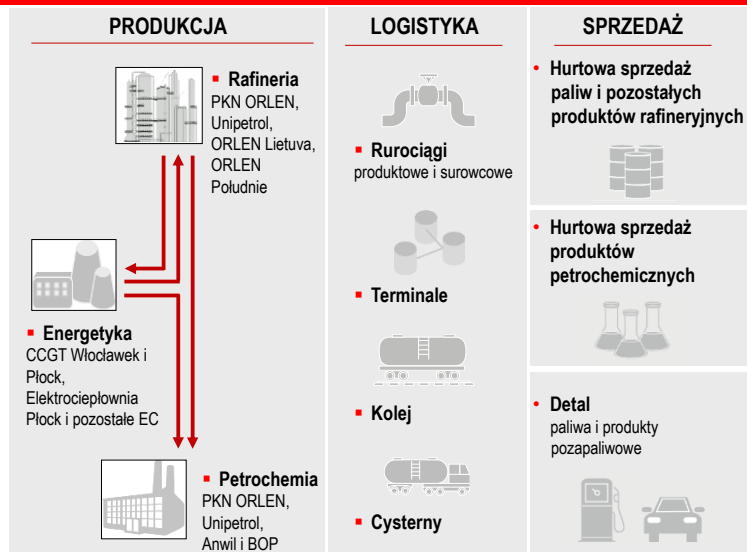 PRODUKCJA
Rafineria
PKN ORLEN,
Unipetrol,
ORLEN Lietuva,
ORLEN
Południe
Energetyka
CCGT Włocławek i
Płock,
Elektrociepłownia
Płock i pozostałe EC
Petrochemia
PKN ORLEN,
Unipetrol,
Anwil i BOP
LOGISTYKA
Rurociągi
produktowe i surowcowe
Terminale
Kolej
Cysterny
SPRZEDAŻ
Hurtowa sprzedaż
paliw i pozostałych
produktów rafineryjnych
Hurtowa sprzedaż
produktów
petrochemicznych
Detal
paliwa i produkty
pozapaliwowe